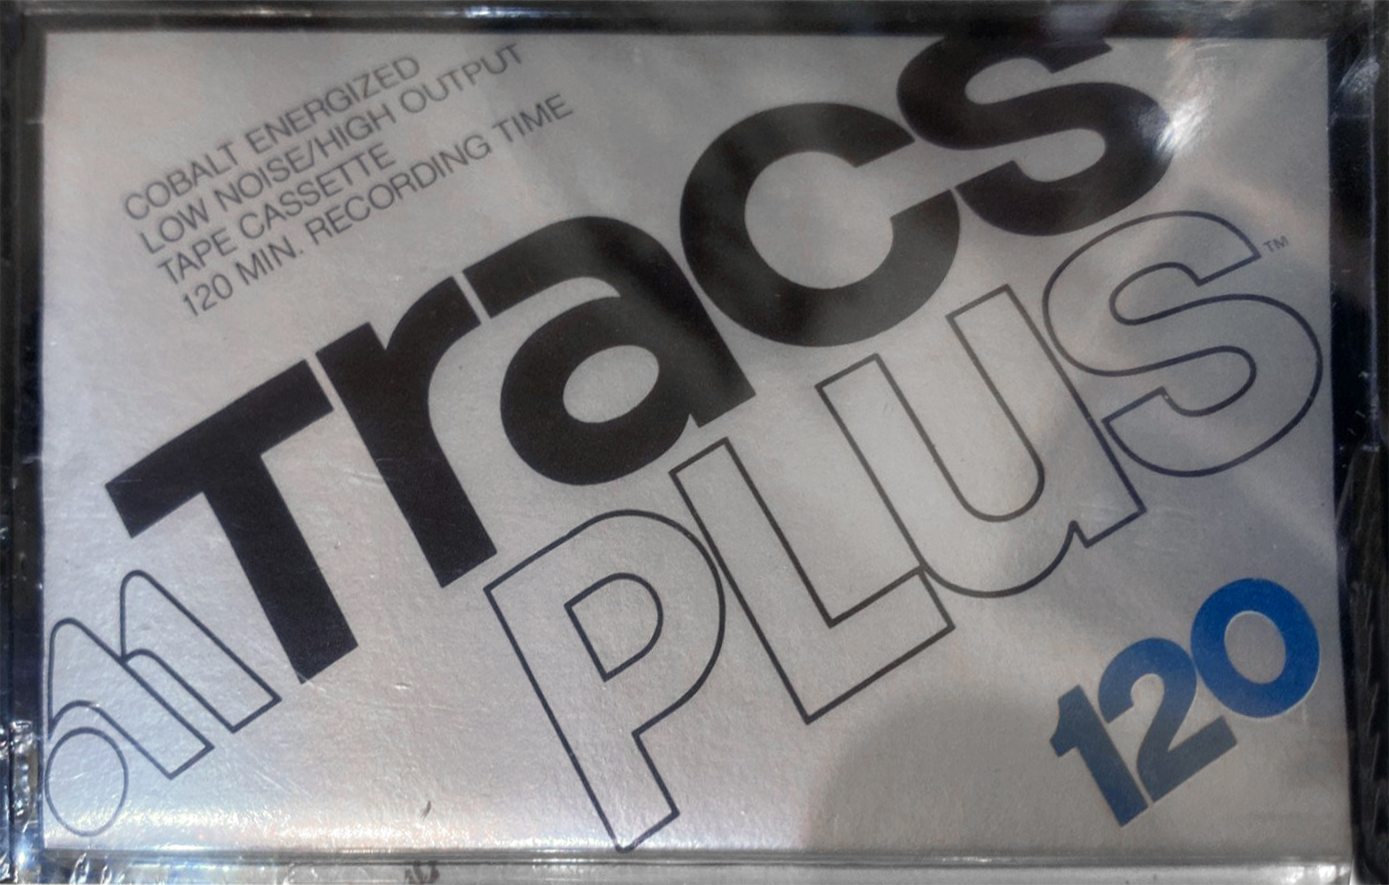 COBALT ENERGIZED
LOW NOISE/HIGH OUTPUT
TAPE CASSETTE
120 MIN. RECORDING TIME
Tracs
PLUS™
120